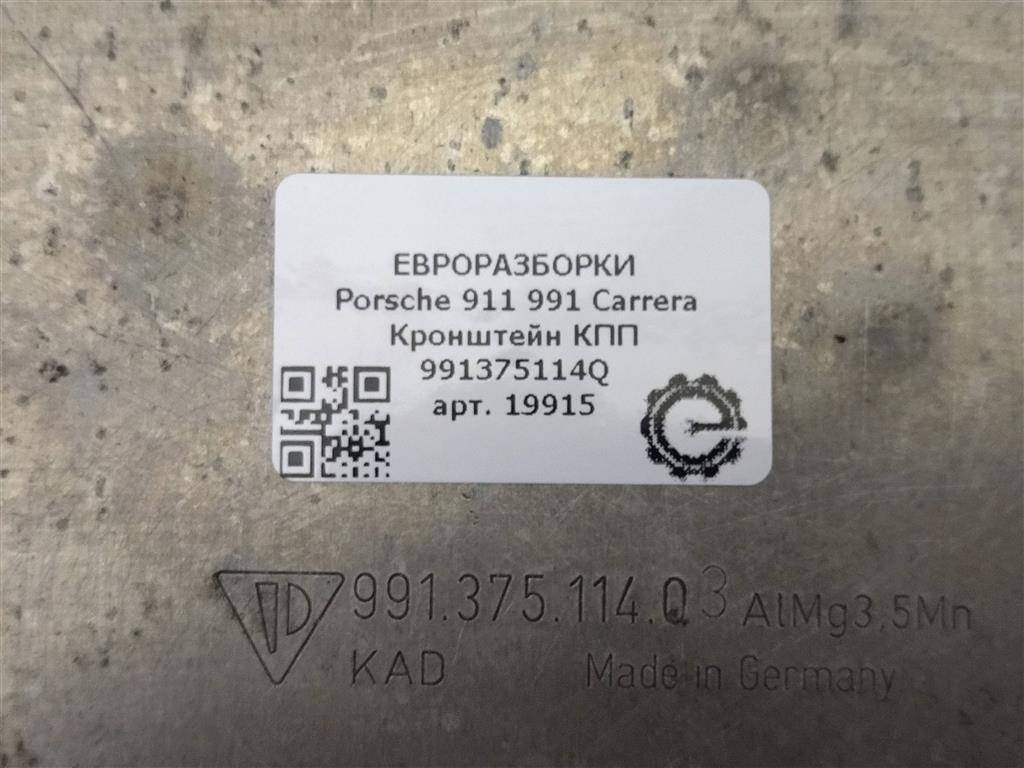 ЕВРОРАЗБОРКИ
Porsche 911 991 Carrera
Кронштейн КПП
991375114Q
арт. 19915
991.375.114.Q3 AlMg3,5Mn
KAD Made in Germany